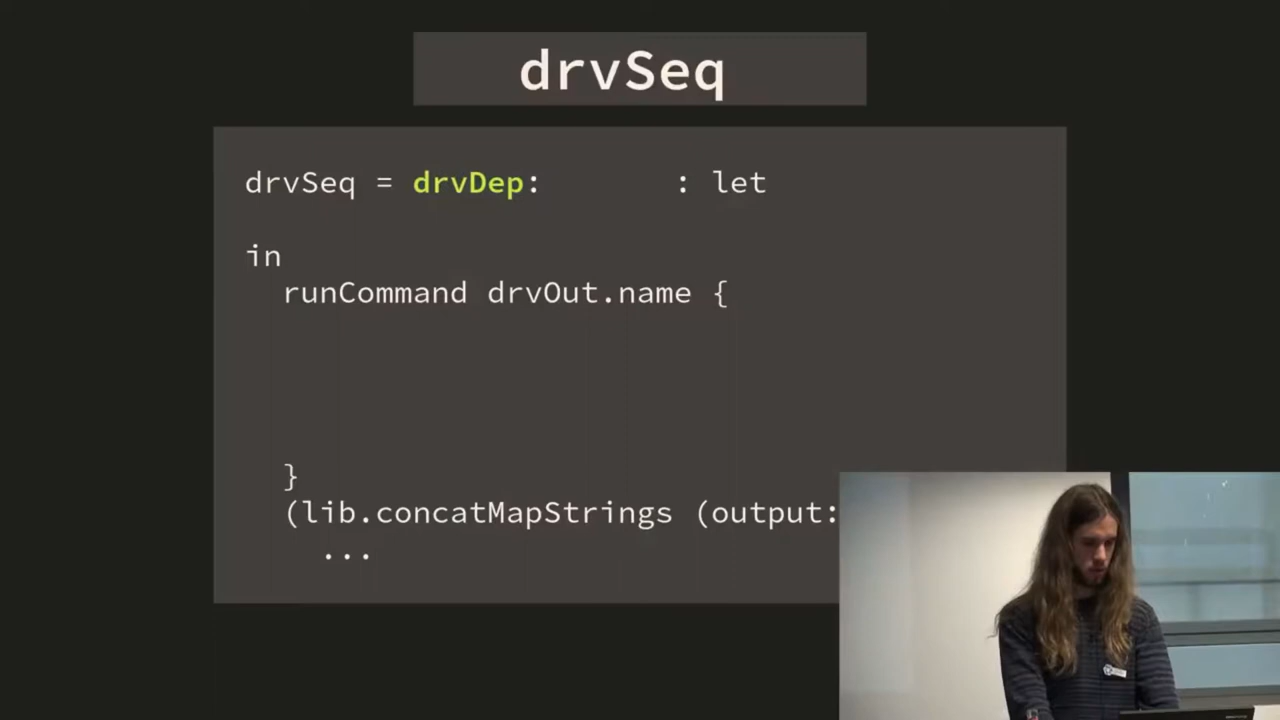 drvSeq
drvSeq = drvDep: : let
in
runCommand drvOut.name {
}
(lib.concatMapStrings (output:
...